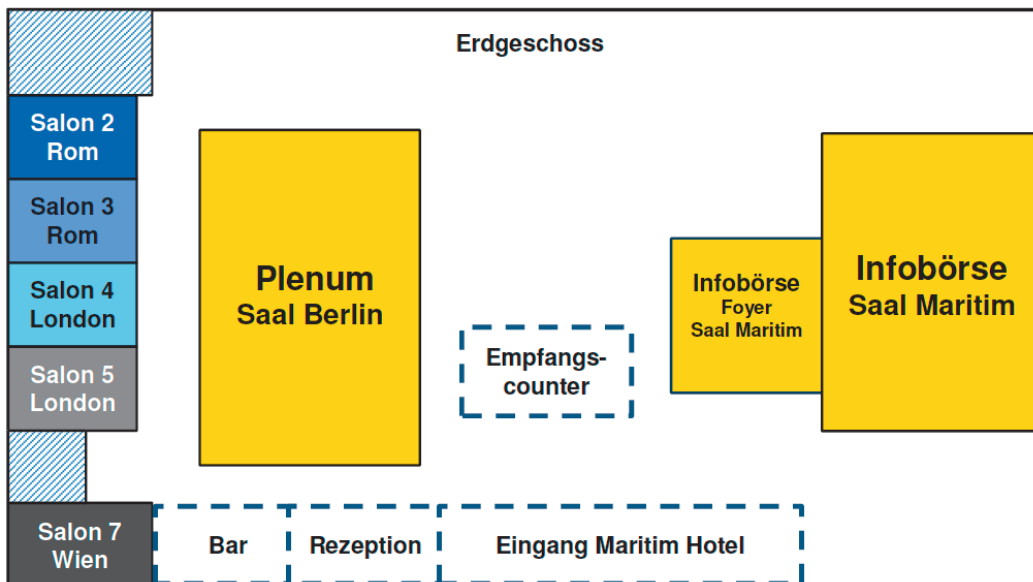 Erdgeschoss
Salon 2
Rom
Salon 3
Rom
Salon 4
London
Salon 5
London
Salon 7
Wien
Plenum
Saal Berlin
Empfangs-
counter
Infobörse
Foyer
Saal Maritim
Infobörse
Saal Maritim
Bar
Rezeption
Eingang Maritim Hotel